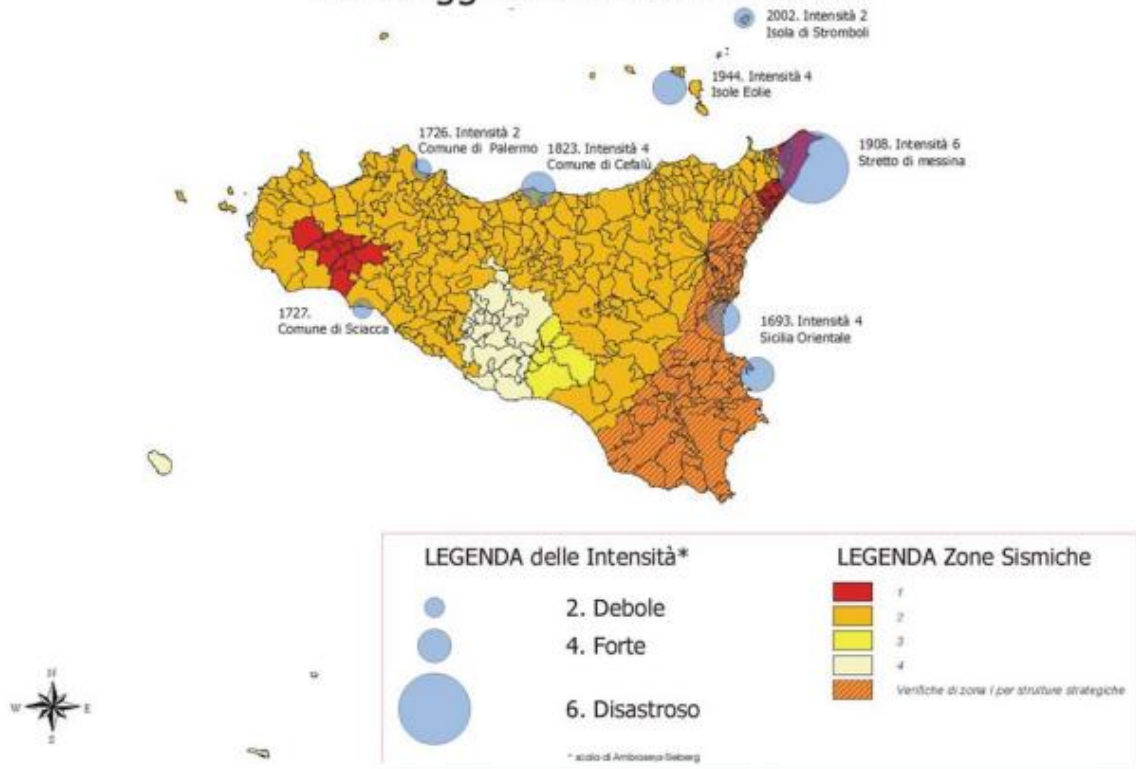 2002. Intensità 2
Isola di Stromboli
1944. Intensità 4
Isole Eolie
1726. Intensità 2
Comune di Palermo
1823. Intensità 4
Comune di Cefalù
1908. Intensità 6
Stretto di messina
1727.
Comune di Sciacca
1693. Intensità 4
Sicilia Orientale
LEGENDA delle Intensità*
2. Debole
4. Forte
6. Disastroso
LEGENDA Zone Sismiche
1
2
3
4
Verifiche di zona I per strutture strategiche
N
W E
S